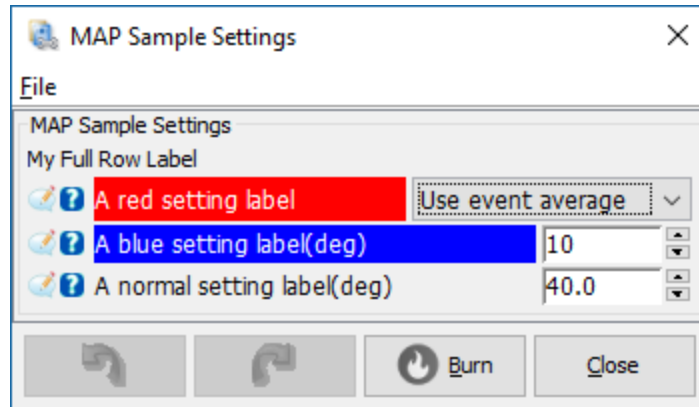 MAP Sample Settings
File
MAP Sample Settings
My Full Row Label
? A red setting label Use event average
? A blue setting label(deg) 10
? A normal setting label(deg) 40.0
Burn Close